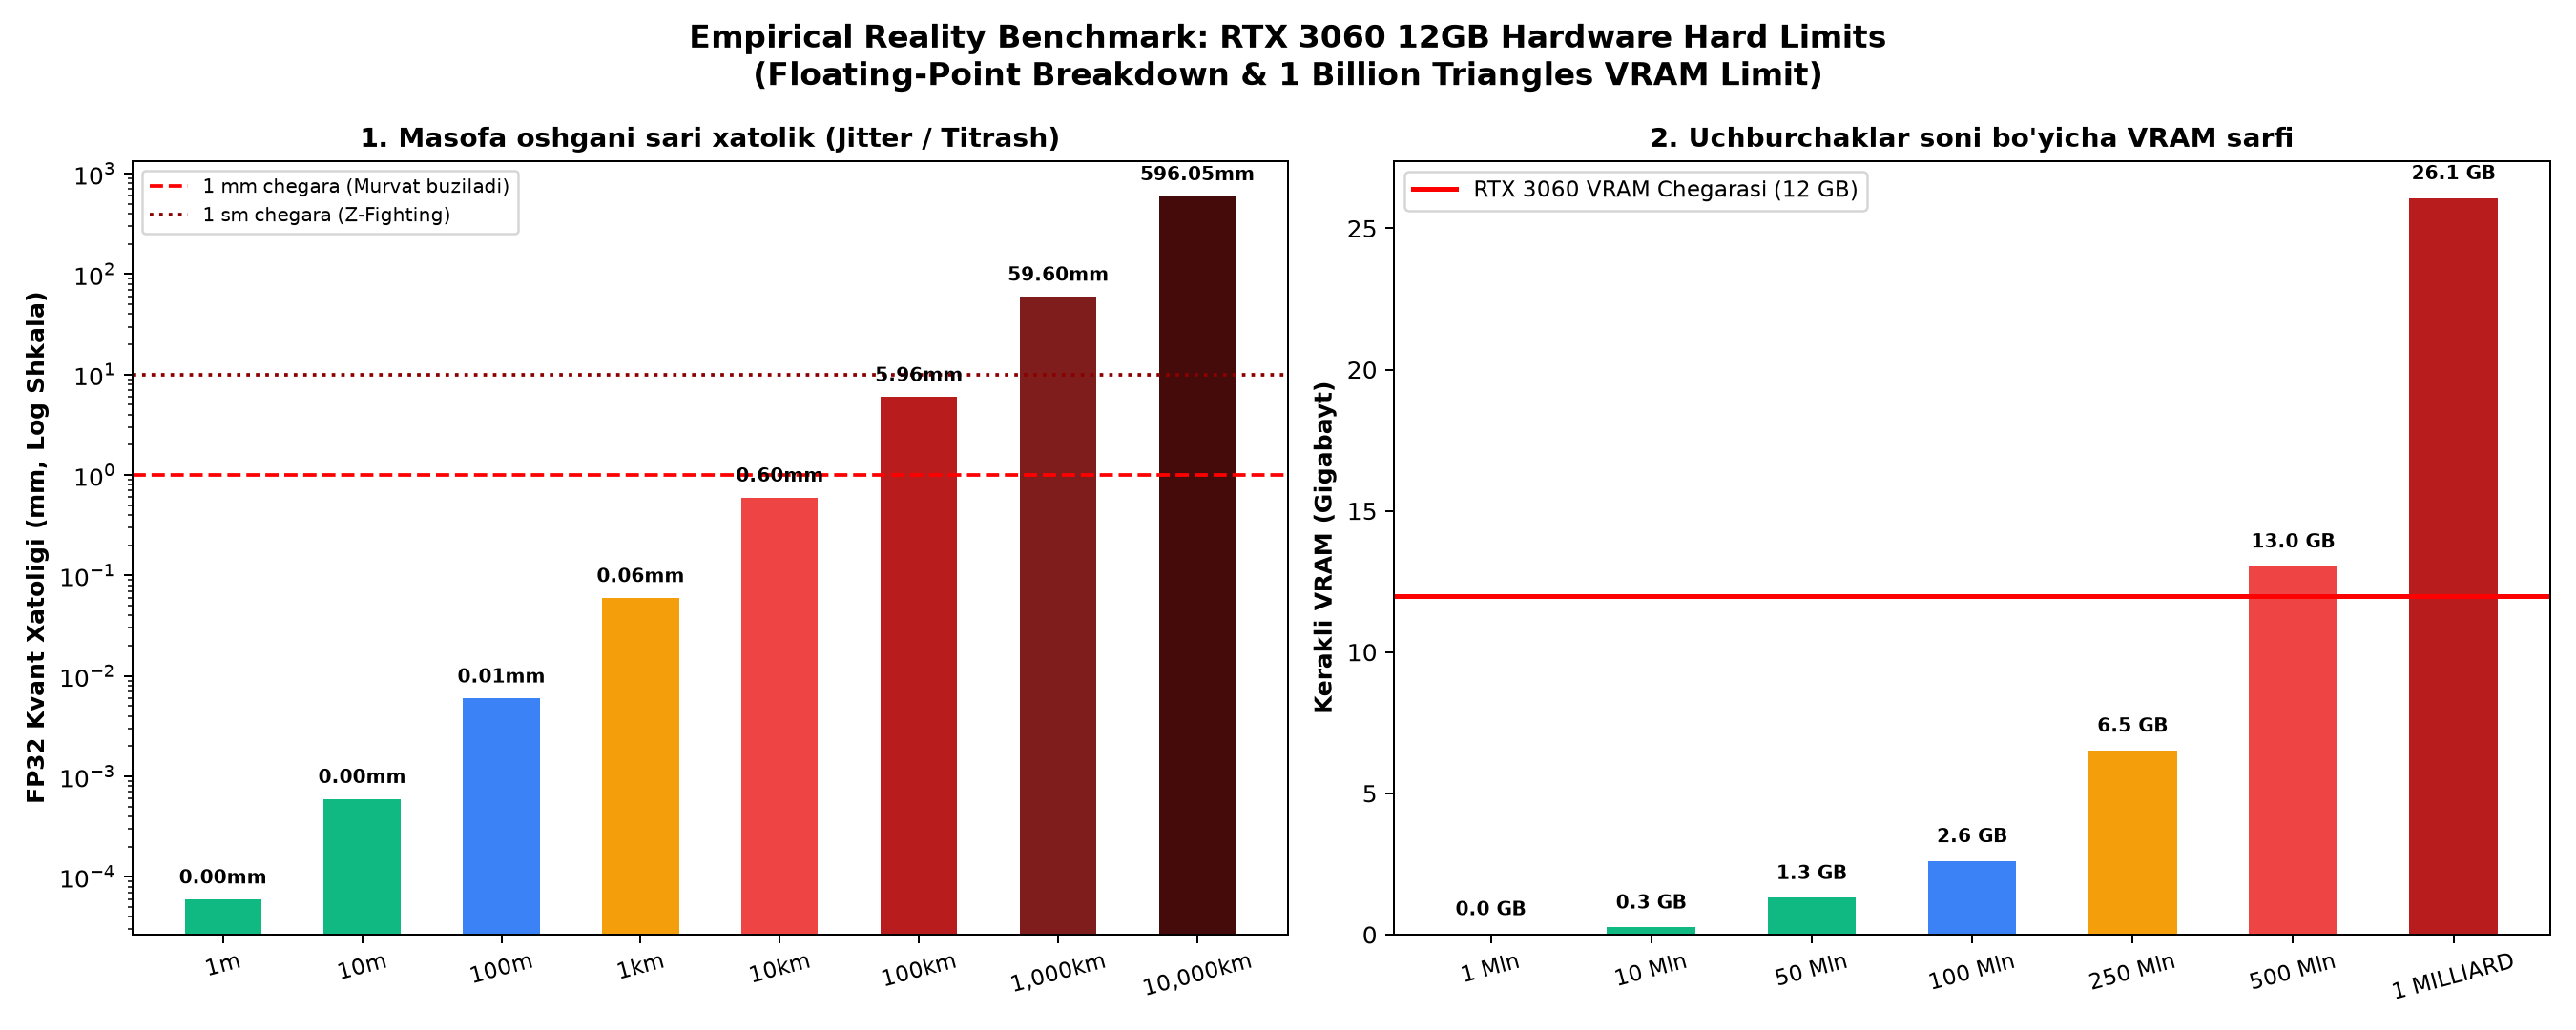 Empirical Reality Benchmark: RTX 3060 12GB Hardware Hard Limits
(Floating-Point Breakdown & 1 Billion Triangles VRAM Limit)
1. Masofa oshgani sari xatolik (Jitter / Titrash)
FP32 Kvant Xatoligi (mm, Log Shkala)
10³
10²
10¹
10⁰
10⁻¹
10⁻²
10⁻³
10⁻⁴
1 mm chegara (Murvat buziladi)
1 sm chegara (Z-Fighting)
0.00mm
0.00mm
0.01mm
0.06mm
0.60mm
5.96mm
59.60mm
596.05mm
1m
10m
100m
1km
10km
100km
1,000km
10,000km
2. Uchburchaklar soni bo'yicha VRAM sarfi
Kerakli VRAM (Gigabayt)
25
20
15
10
5
0
RTX 3060 VRAM Chegarasi (12 GB)
0.0 GB
0.3 GB
1.3 GB
2.6 GB
6.5 GB
13.0 GB
26.1 GB
1 Mln
10 Mln
50 Mln
100 Mln
250 Mln
500 Mln
1 MILLIARD